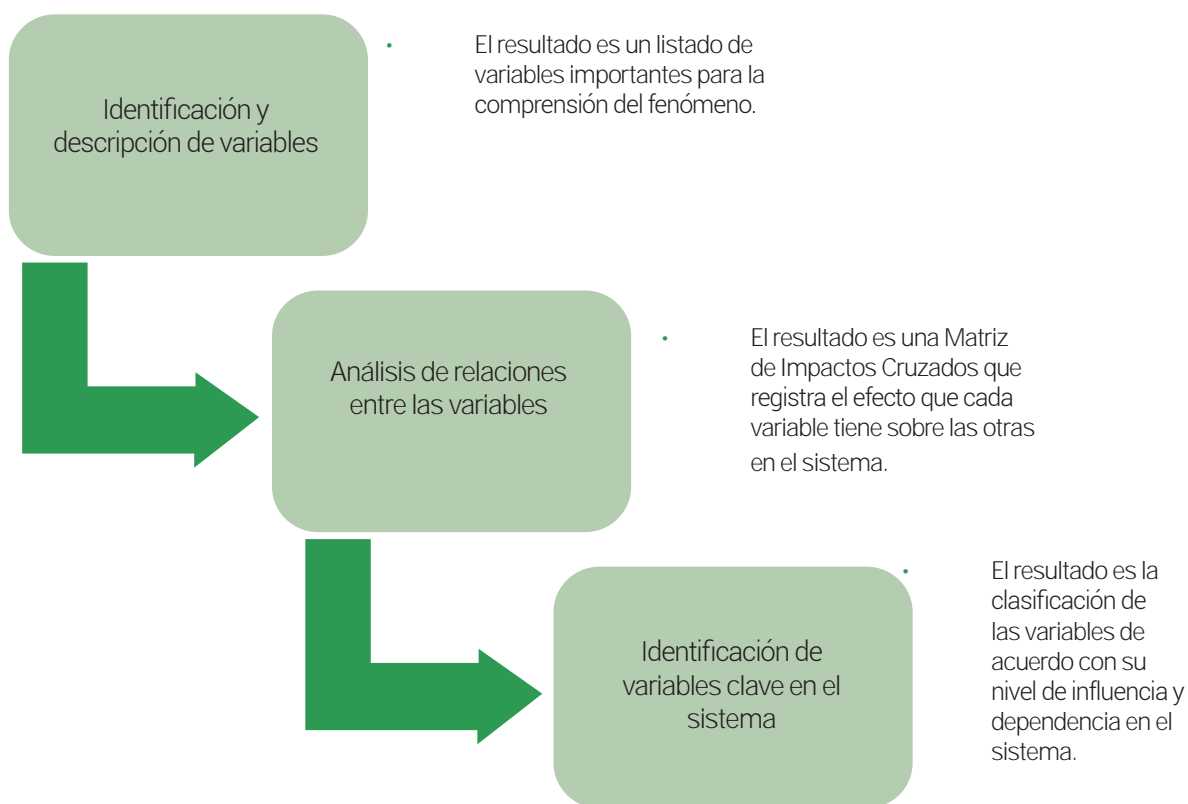 Identificación y
descripción de variables
• El resultado es un listado de
variables importantes para la
comprensión del fenómeno.
Análisis de relaciones
entre las variables
• El resultado es una Matriz
de Impactos Cruzados que
registra el efecto que cada
variable tiene sobre las otras
en el sistema.
Identificación de
variables clave en el
sistema
• El resultado es la
clasificación de
las variables de
acuerdo con su
nivel de influencia y
dependencia en el
sistema.